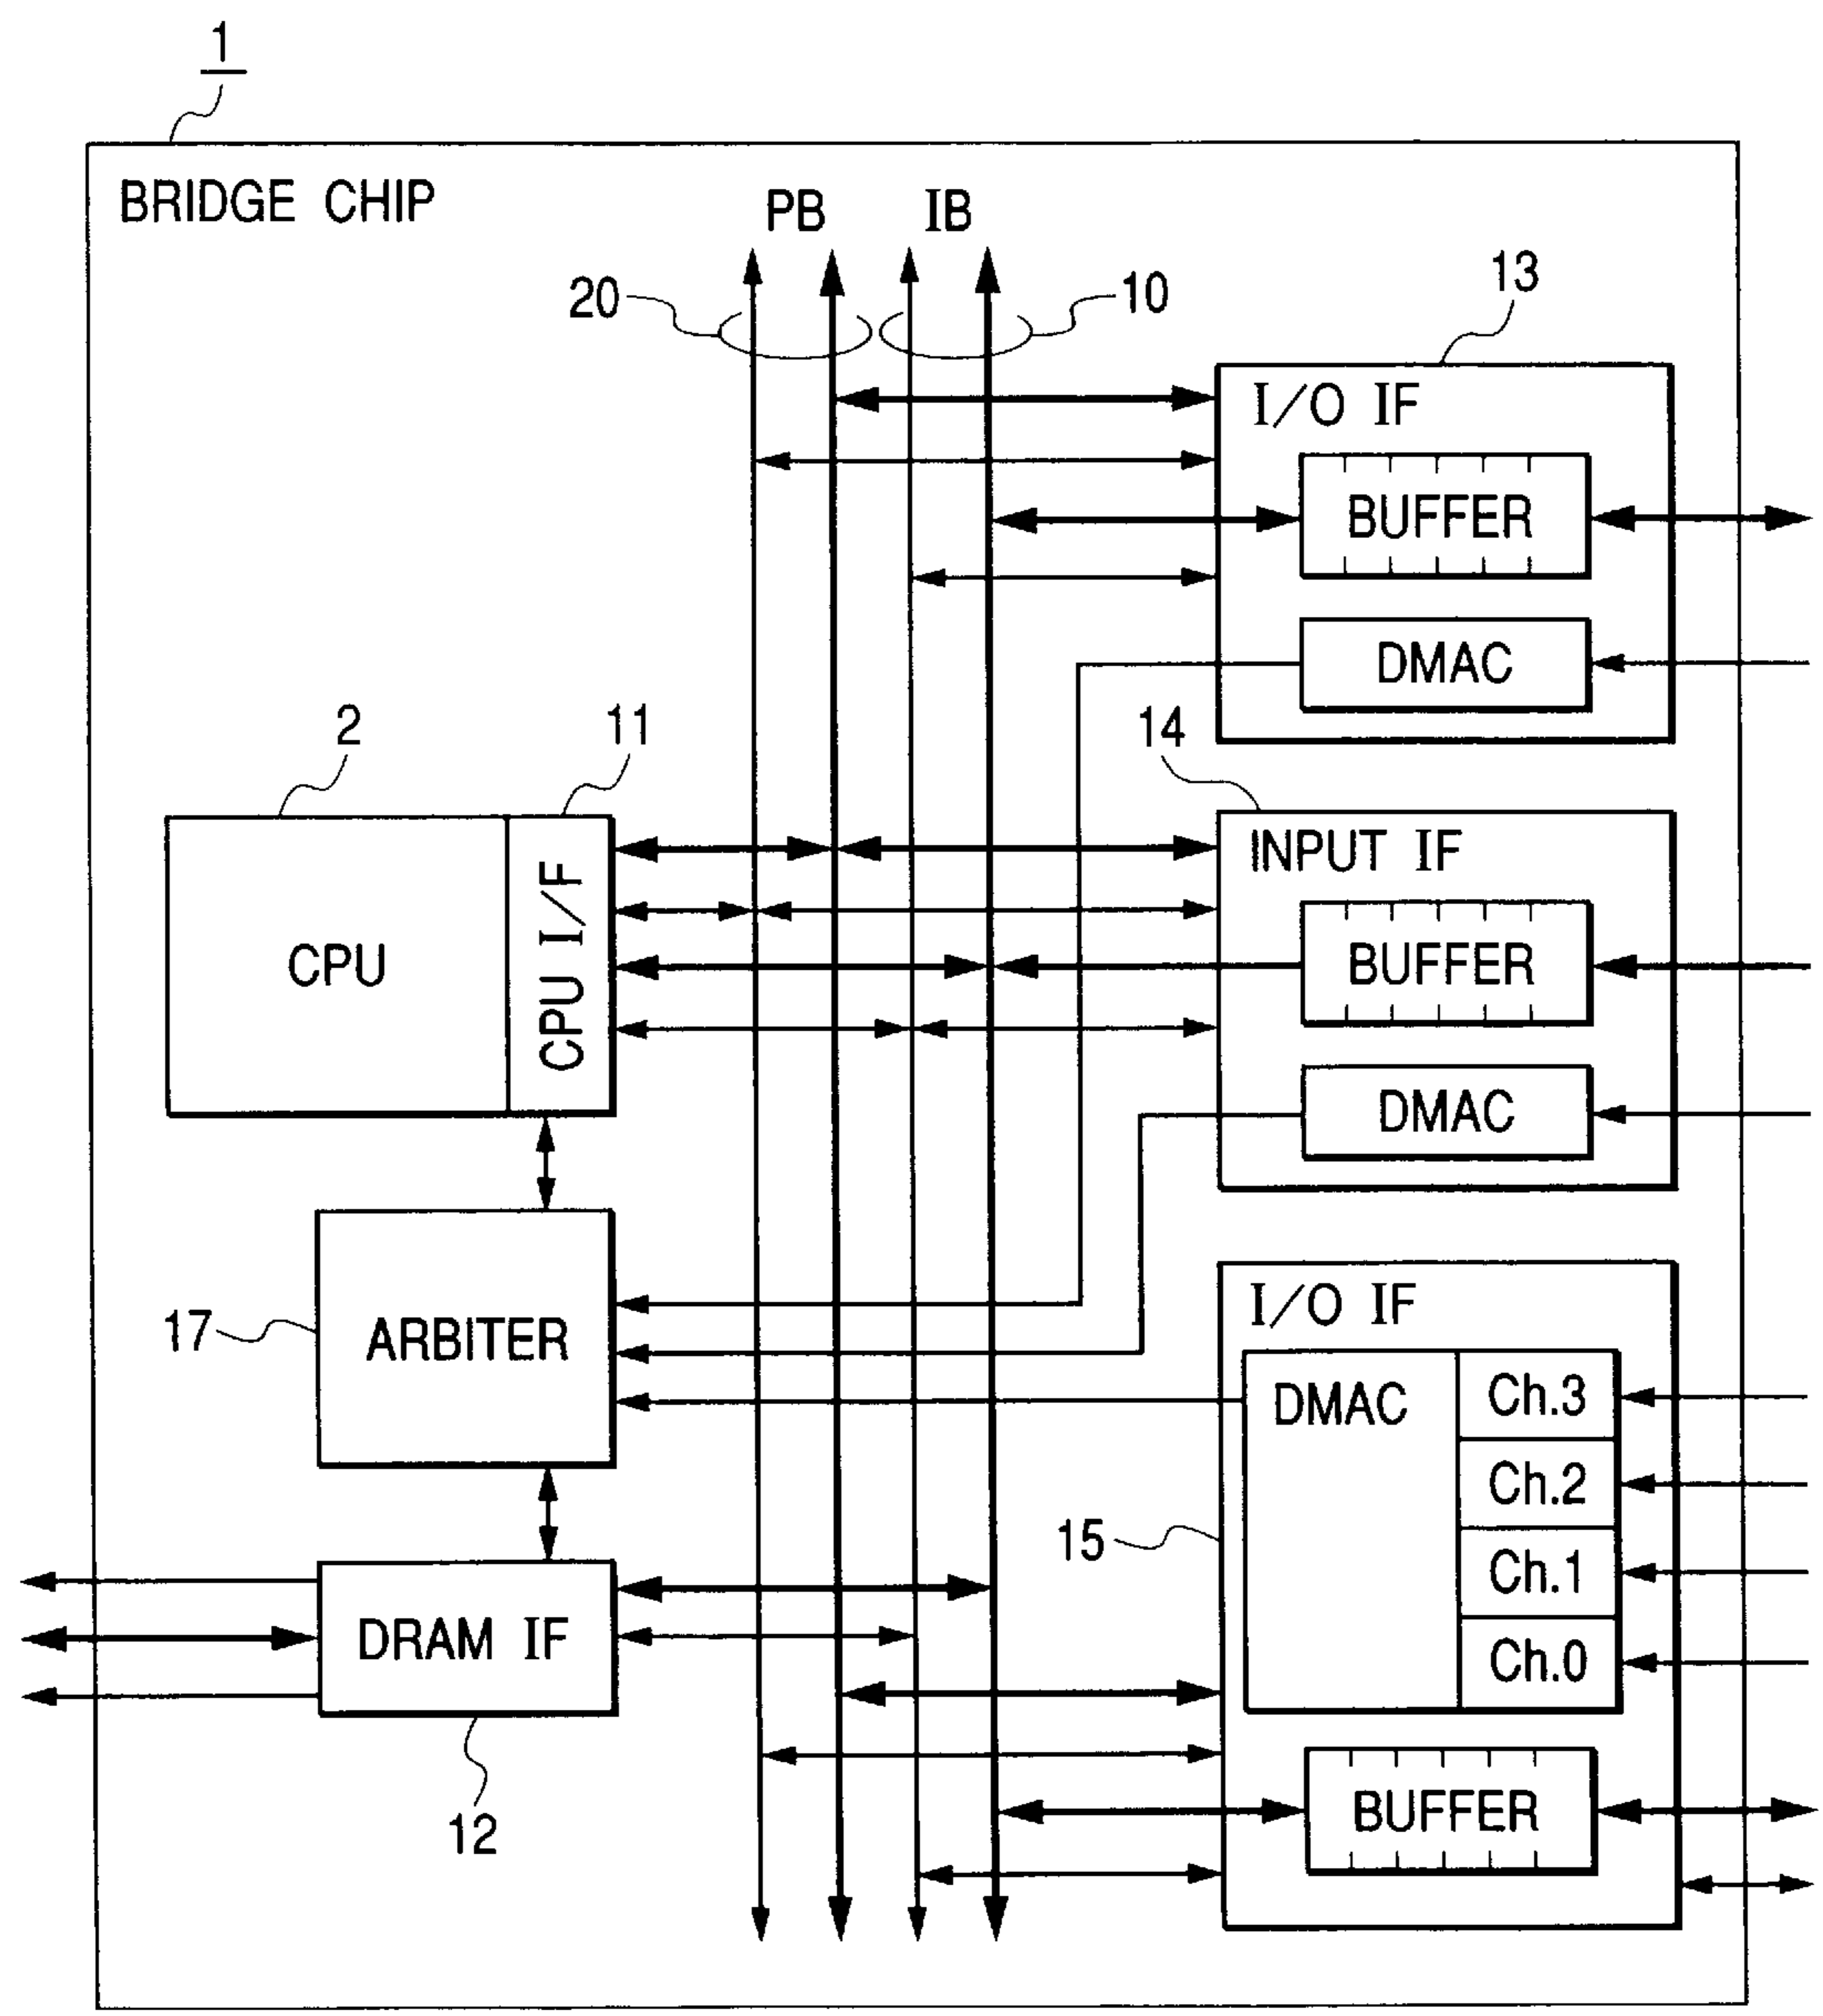 1
BRIDGE CHIP
PB
IB
20
10
13
I/O IF
BUFFER
DMAC
2
11
14
CPU
CPU I/F
INPUT IF
BUFFER
DMAC
17
ARBITER
I/O IF
DMAC
Ch.3
Ch.2
Ch.1
Ch.0
15
DRAM IF
12
BUFFER